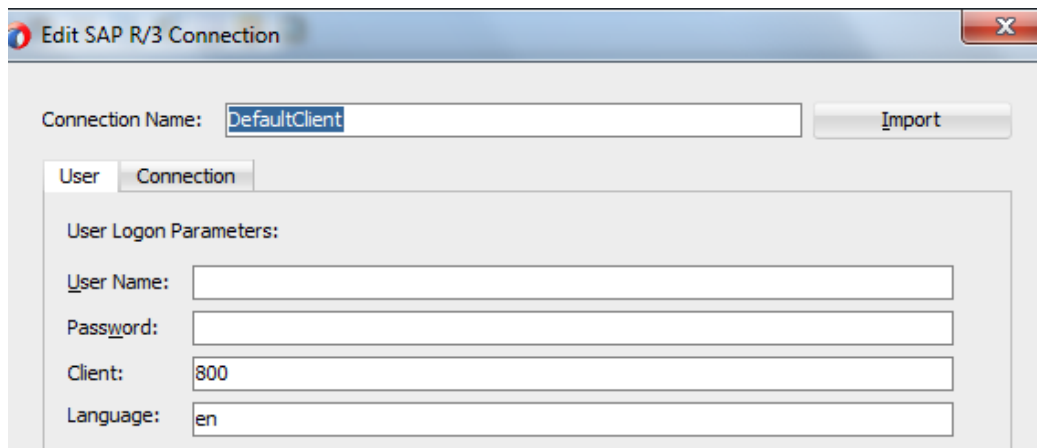 Edit SAP R/3 Connection
Connection Name: DefaultClient Import
User Connection
User Logon Parameters:
User Name:
Password:
Client: 800
Language: en